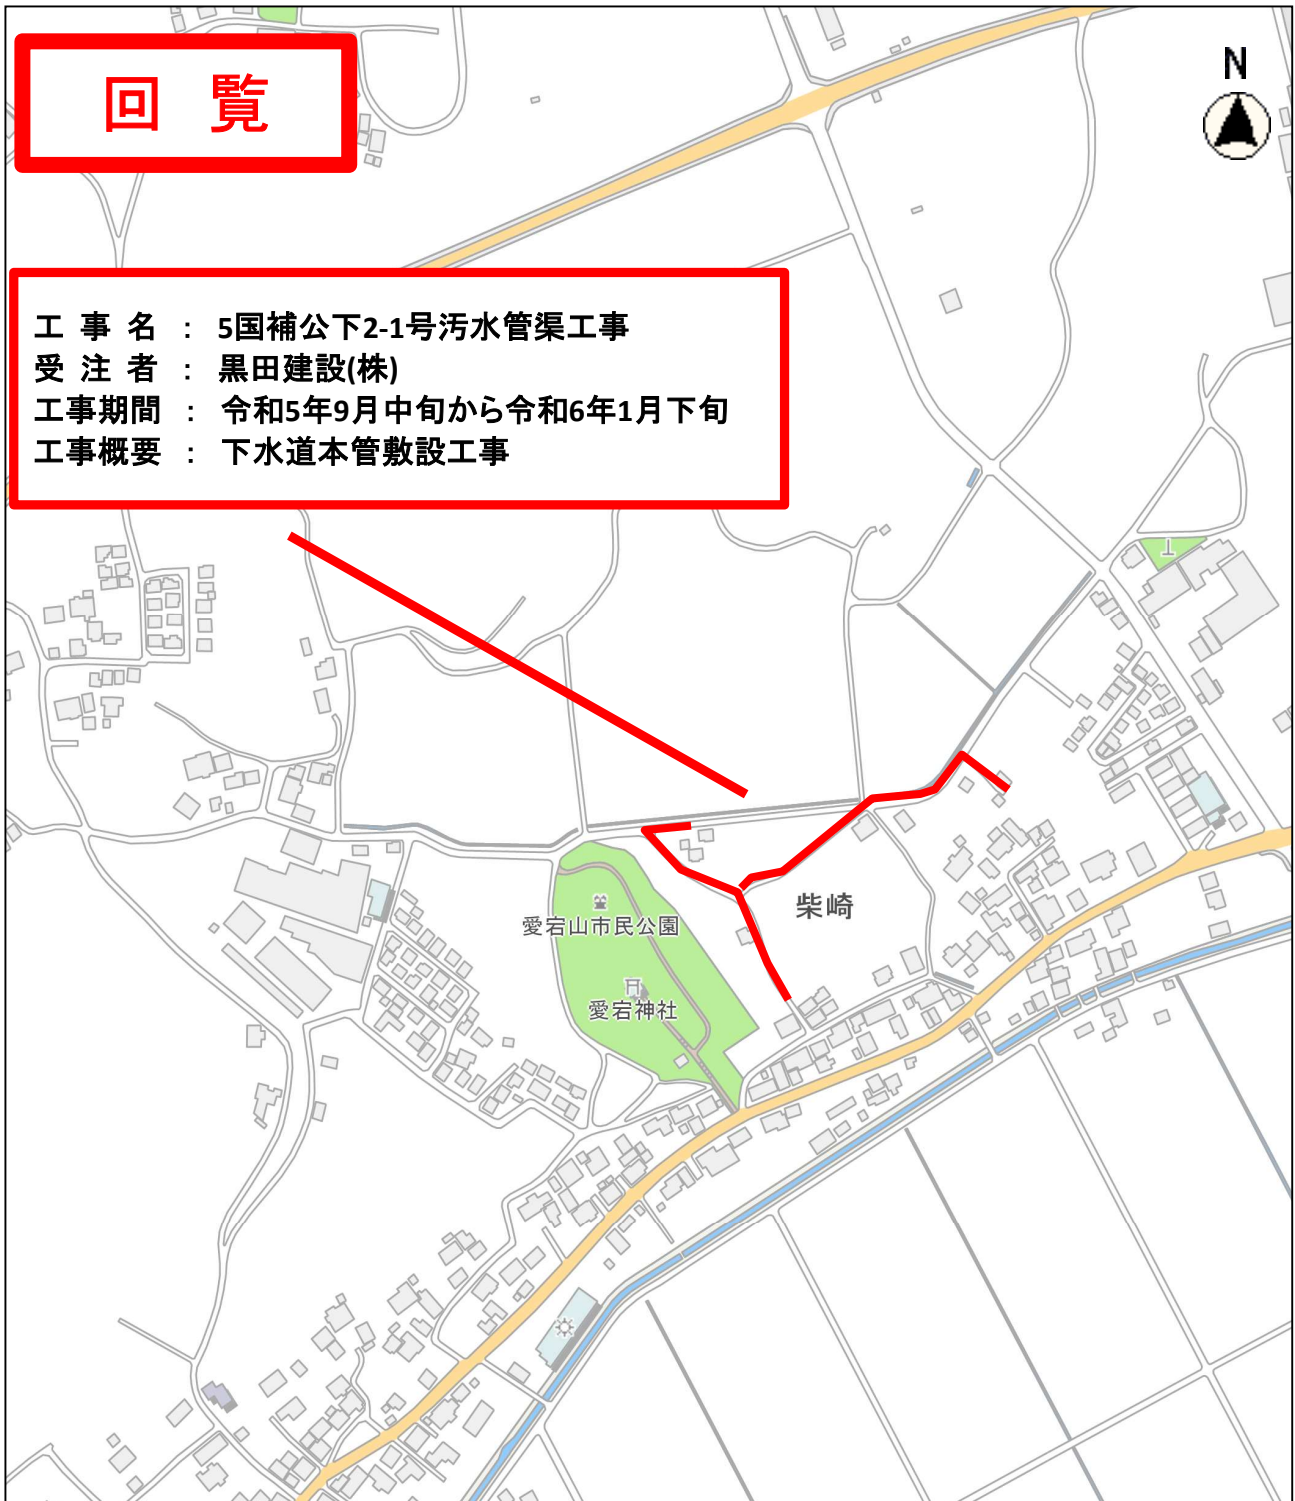 回　覧
N
工 事 名 ： 5国補公下2-1号汚水管渠工事
受 注 者 ： 黒田建設(株)
工事期間 ： 令和5年9月中旬から令和6年1月下旬
工事概要 ： 下水道本管敷設工事
柴崎
愛宕山市民公園
愛宕神社